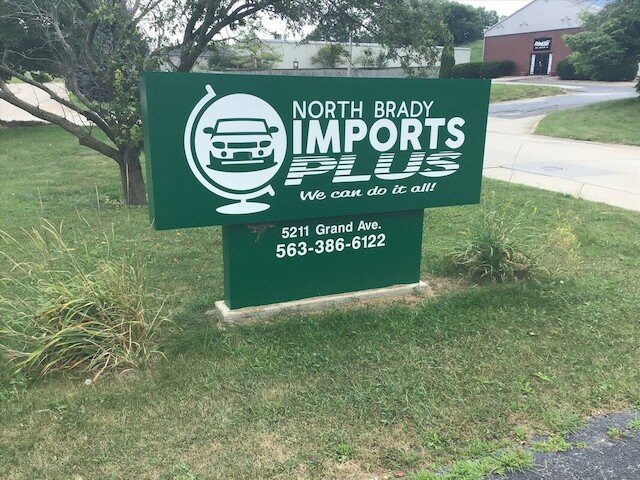 NORTH BRADY
IMPORTS
PLUS
We can do it all!
5211 Grand Ave.
563-386-6122